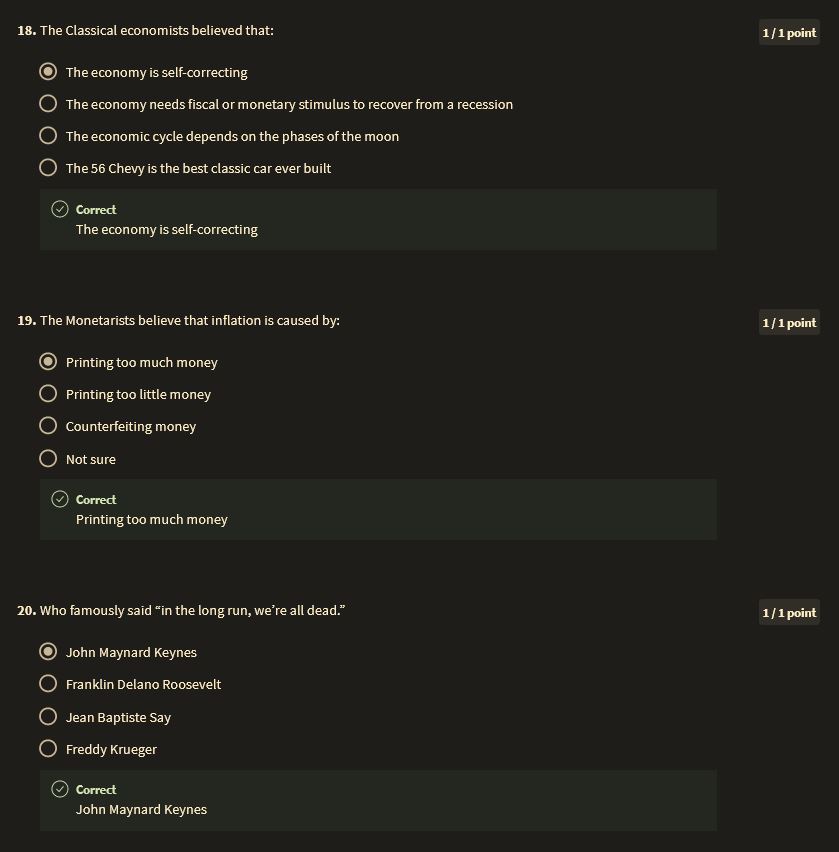 18. The Classical economists believed that:
1 / 1 point
The economy is self-correcting
The economy needs fiscal or monetary stimulus to recover from a recession
The economic cycle depends on the phases of the moon
The 56 Chevy is the best classic car ever built
Correct
The economy is self-correcting
19. The Monetarists believe that inflation is caused by:
1 / 1 point
Printing too much money
Printing too little money
Counterfeiting money
Not sure
Correct
Printing too much money
20. Who famously said “in the long run, we’re all dead.”
1 / 1 point
John Maynard Keynes
Franklin Delano Roosevelt
Jean Baptiste Say
Freddy Krueger
Correct
John Maynard Keynes